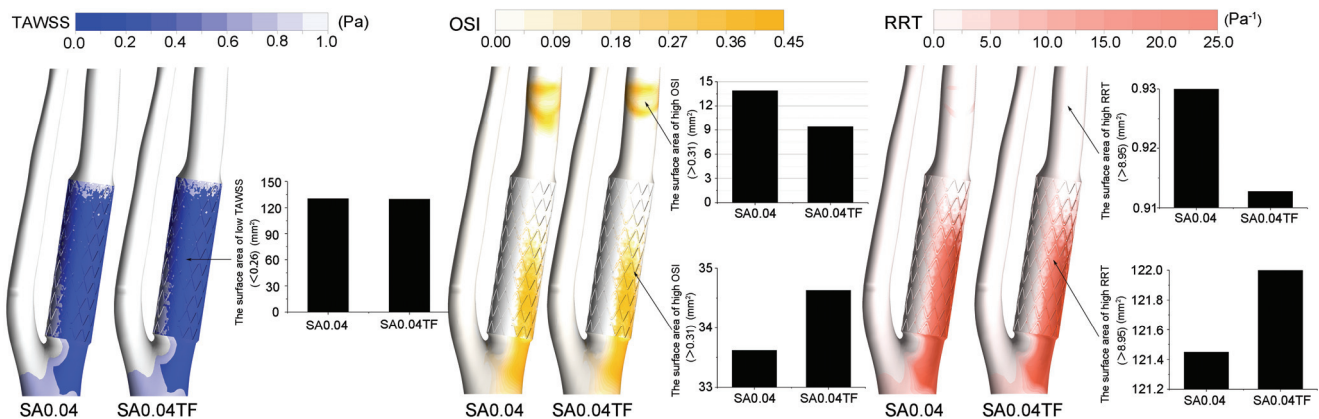 TAWSS (Pa)
0.0 0.2 0.4 0.6 0.8 1.0
OSI
0.00 0.09 0.18 0.27 0.36 0.45
RRT (Pa⁻¹)
0.0 5.0 10.0 15.0 20.0 25.0
The surface area of low TAWSS
(<0.26) (mm²)
150
120
90
60
30
0
SA0.04 SA0.04TF
SA0.04 SA0.04TF
The surface area of high OSI
(>0.31) (mm²)
15
12
9
6
3
0
SA0.04 SA0.04TF
The surface area of high OSI
(>0.31) (mm²)
35
34
33
SA0.04 SA0.04TF
SA0.04 SA0.04TF
The surface area of high RRT
(>8.95) (mm²)
0.93
0.92
0.91
SA0.04 SA0.04TF
The surface area of high RRT
(>8.95) (mm²)
122.0
121.8
121.6
121.4
121.2
SA0.04 SA0.04TF
SA0.04 SA0.04TF